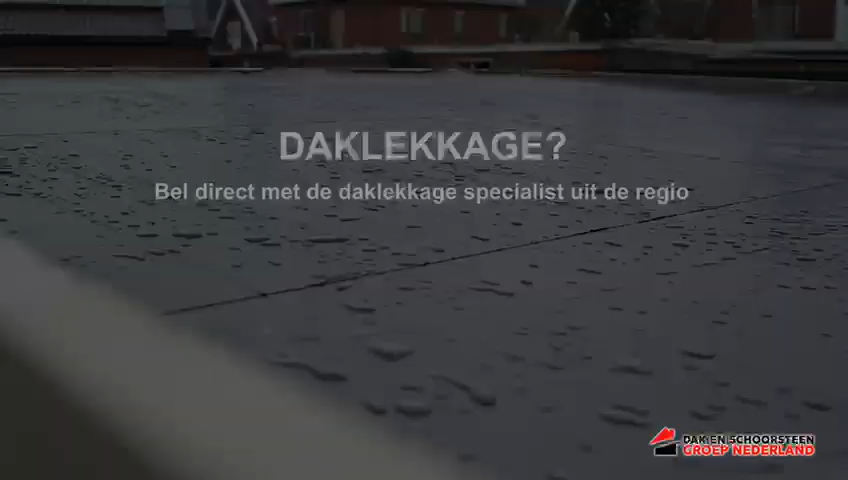 DAKLEKKAGE?
Bel direct met de daklekkage specialist uit de regio
DAK EN SCHOORSTEEN
GROEP NEDERLAND